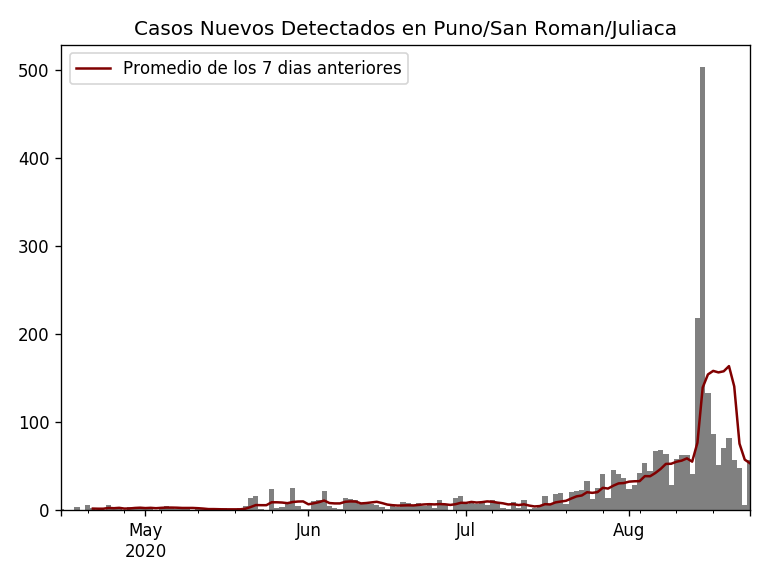 Casos Nuevos Detectados en Puno/San Roman/Juliaca
Promedio de los 7 dias anteriores
500
400
300
200
100
0
May Jun Jul Aug
2020